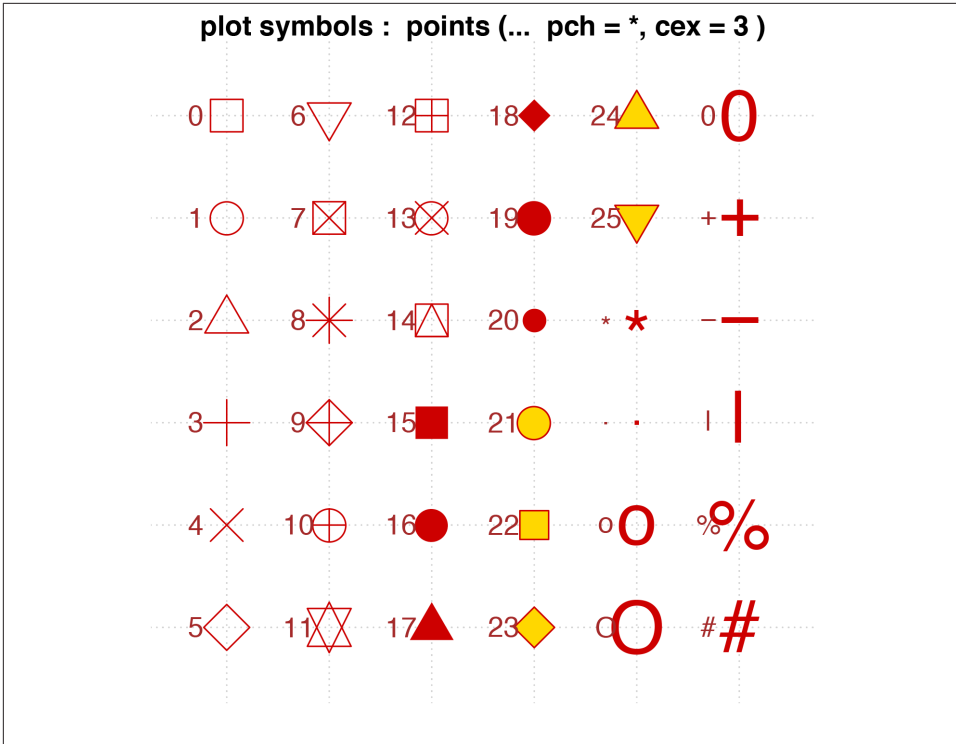 plot symbols :  points (...  pch = *, cex = 3 )
0 6 12 18 24 0 0
1 7 13 19 25 + +
2 8 14 20 * * – –
3 9 15 21 . . | |
4 10 16 22 o o % %
5 11 17 23 O O # #